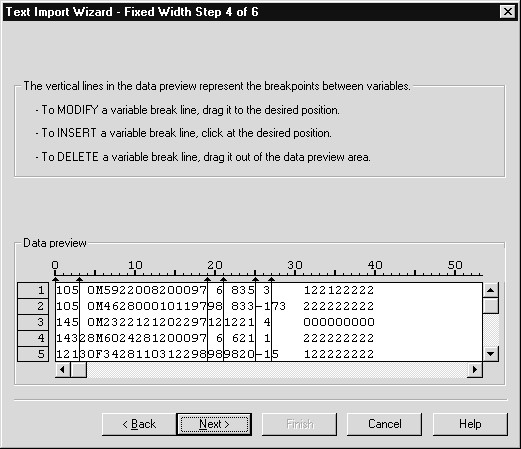 Text Import Wizard - Fixed Width Step 4 of 6
The vertical lines in the data preview represent the breakpoints between variables.
- To MODIFY a variable break line, drag it to the desired position.
- To INSERT a variable break line, click at the desired position.
- To DELETE a variable break line, drag it out of the data preview area.
Data preview
0 10 20 30 40 50
1 105 0M5922008200097 6 835 3    122122222
2 105 0M462800010119798 833-173  222222222
3 145 0M2322121202297121221 4    000000000
4 14328M6024281200097 6 621 1    222222222
5 12130F3428110312298989820-15   122222222
< Back Next > Finish Cancel Help